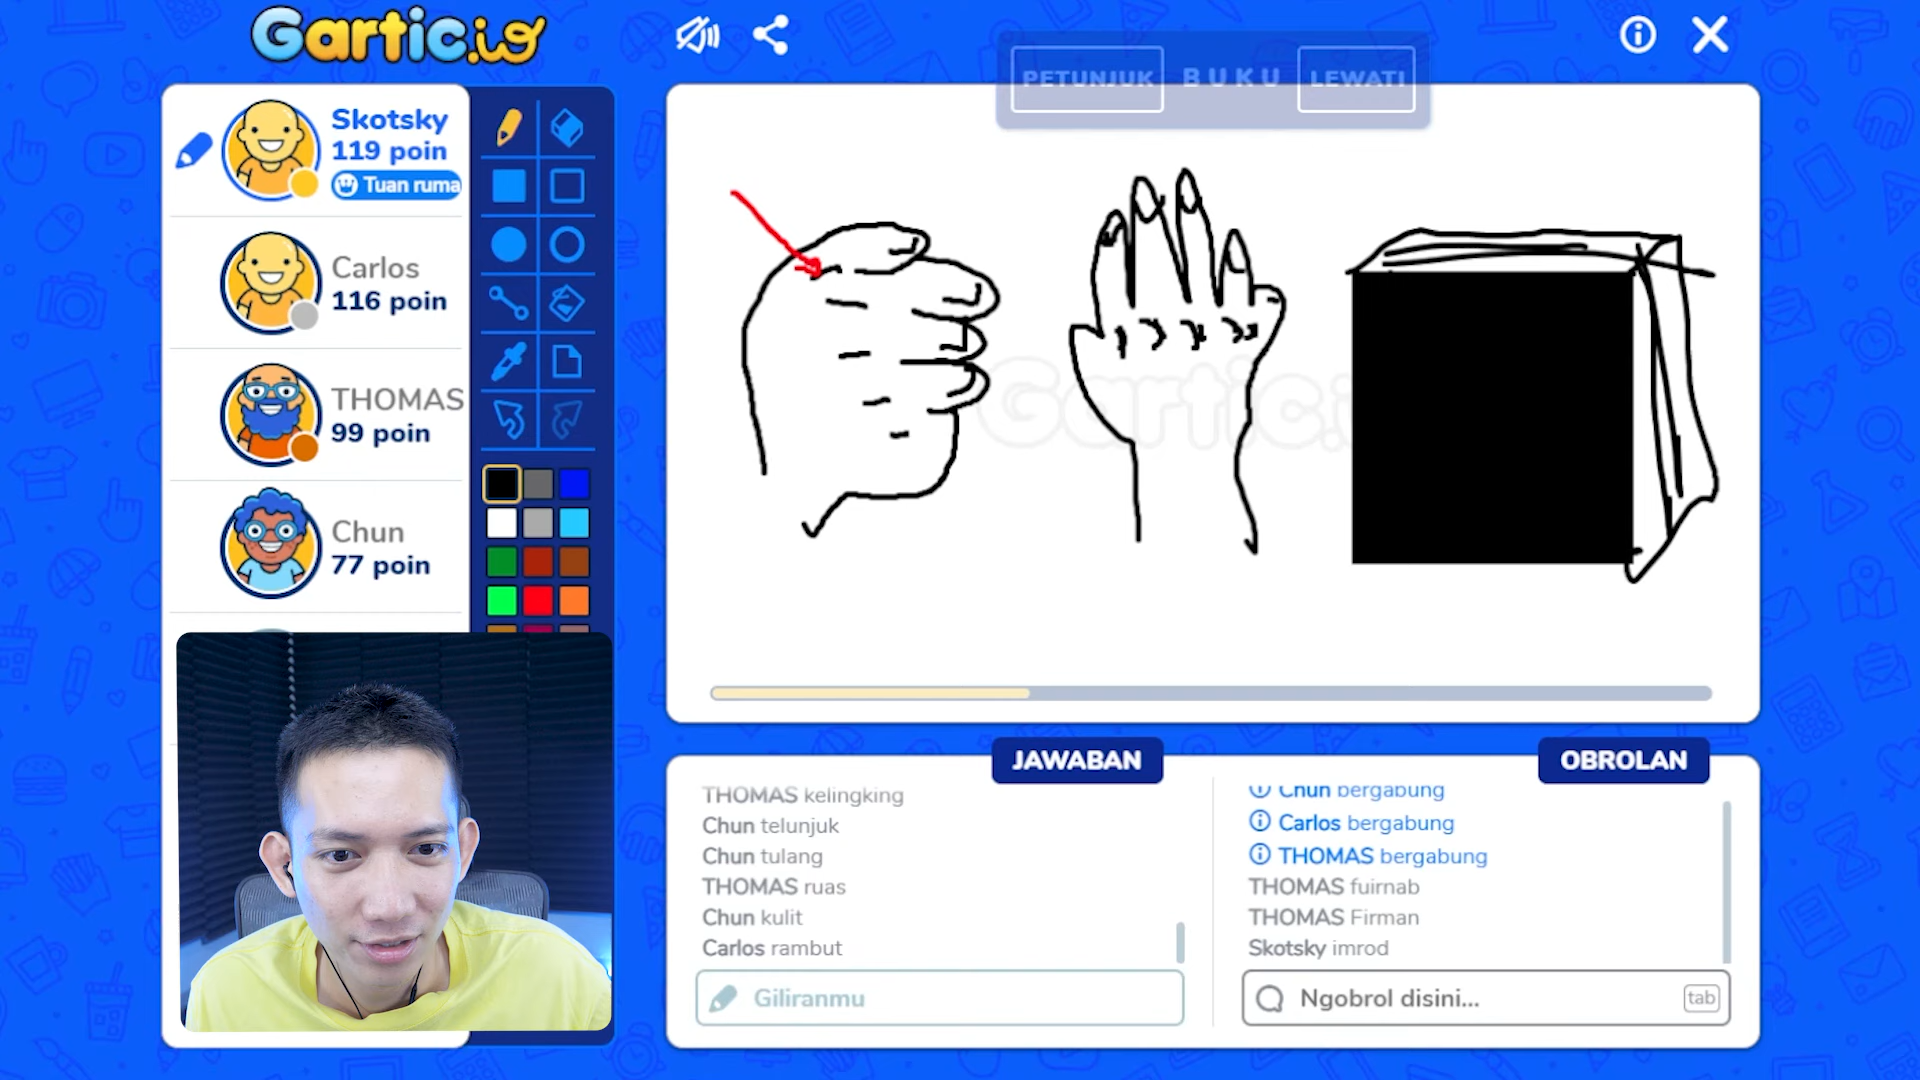 Gartic.io
PETUNJUK BUKU LEWATI
Skotsky
119 poin
Tuan ruma
Carlos
116 poin
THOMAS
99 poin
Chun
77 poin
Gartic.i
JAWABAN
THOMAS kelingking
Chun telunjuk
Chun tulang
THOMAS ruas
Chun kulit
Carlos rambut
Giliranmu
OBROLAN
Chun bergabung
Carlos bergabung
THOMAS bergabung
THOMAS fuirnab
THOMAS Firman
Skotsky imrod
Ngobrol disini...
tab